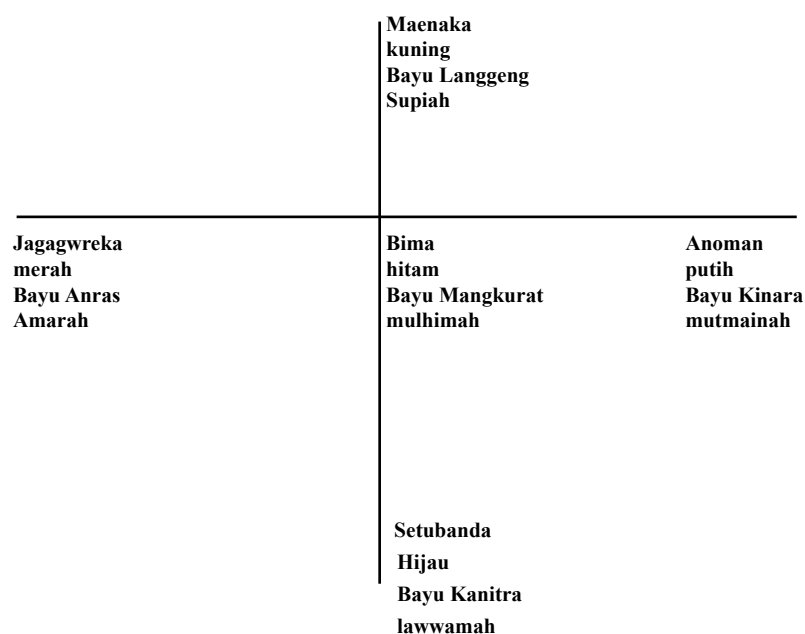 Maenaka
kuning
Bayu Langgeng
Supiah
Jagagwreka
merah
Bayu Anras
Amarah
Bima
hitam
Bayu Mangkurat
mulhimah
Anoman
putih
Bayu Kinara
mutmainah
Setubanda
Hijau
Bayu Kanitra
lawwamah